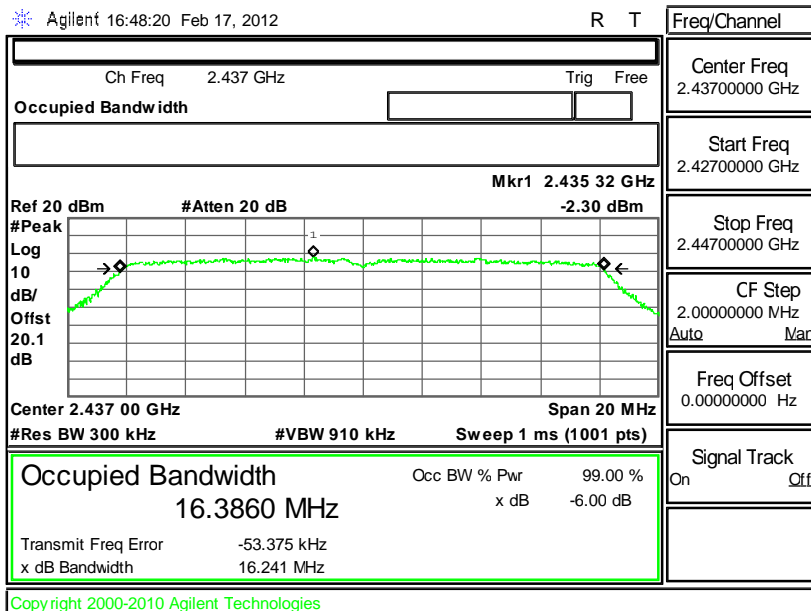 Agilent 16:48:20 Feb 17, 2012 R T
Ch Freq 2.437 GHz Trig Free
Occupied Bandwidth
Mkr1 2.435 32 GHz
Ref 20 dBm #Atten 20 dB -2.30 dBm
#Peak
Log
10
dB/
Offst
20.1
dB
1
Center 2.437 00 GHz Span 20 MHz
#Res BW 300 kHz #VBW 910 kHz Sweep 1 ms (1001 pts)
Occupied Bandwidth
16.3860 MHz
Occ BW % Pwr 99.00 %
x dB -6.00 dB
Transmit Freq Error -53.375 kHz
x dB Bandwidth 16.241 MHz
Copyright 2000-2010 Agilent Technologies
Freq/Channel
Center Freq
2.43700000 GHz
Start Freq
2.42700000 GHz
Stop Freq
2.44700000 GHz
CF Step
2.00000000 MHz
Auto Man
Freq Offset
0.00000000 Hz
Signal Track
On Off